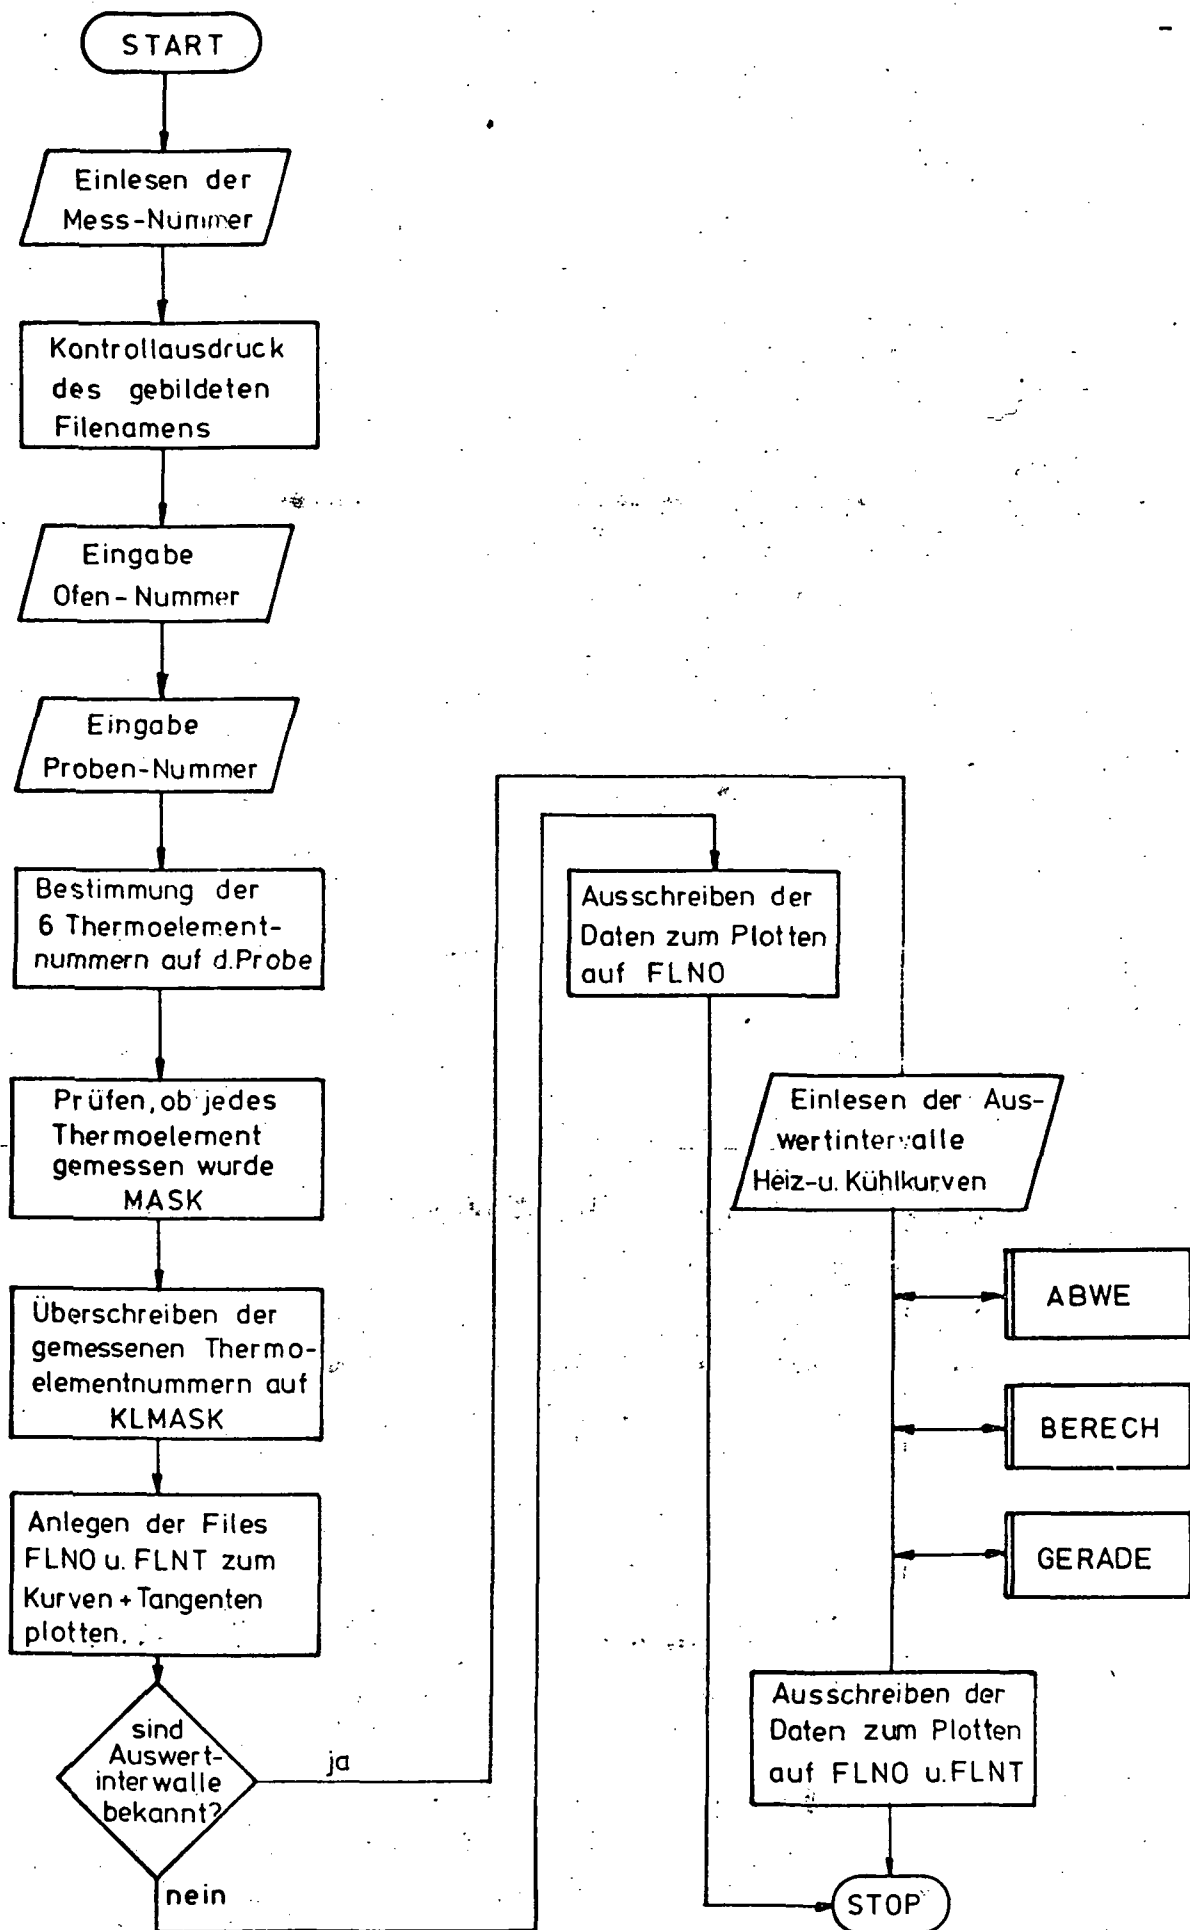 START
Einlesen der
Mess-Nummer
Kontrollausdruck
des gebildeten
Filenamens
Eingabe
Ofen-Nummer
Eingabe
Proben-Nummer
Bestimmung der
6 Thermoelement-
nummern auf d.Probe
Prüfen, ob jedes
Thermoelement
gemessen wurde
MASK
Überschreiben der
gemessenen Thermo-
elementnummern auf
KLMASK
Anlegen der Files
FLNO u. FLNT zum
Kurven + Tangenten
plotten.
sind
Auswert-
interwalle
bekannt?
ja
nein
Ausschreiben der
Daten zum Plotten
auf FLNO
Einlesen der Aus-
wertintervalle
Heiz-u. Kühlkurven
ABWE
BERECH
GERADE
Ausschreiben der
Daten zum Plotten
auf FLNO u. FLNT
STOP